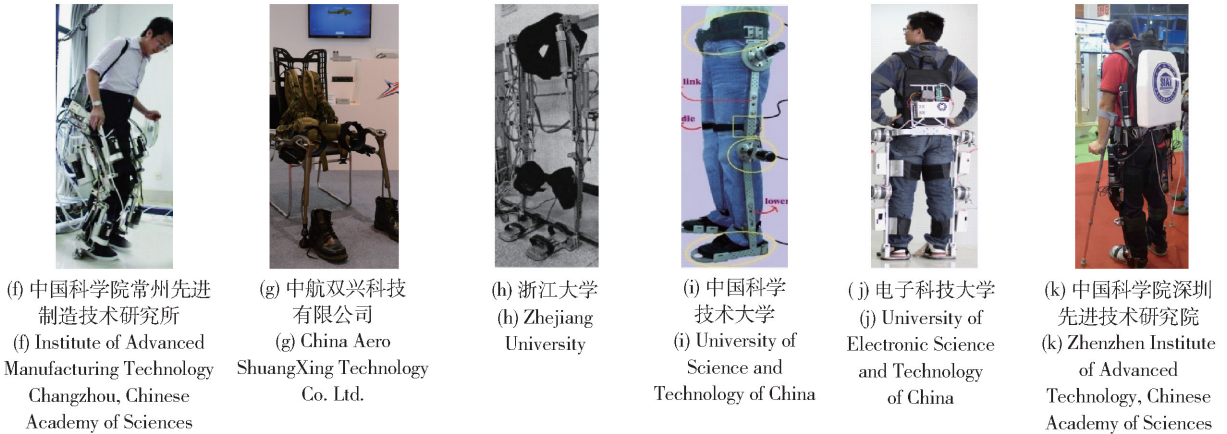 link
dle
lower
SIAT
(f) 中国科学院常州先进
制造技术研究所
(f) Institute of Advanced
Manufacturing Technology
Changzhou, Chinese
Academy of Sciences
(g) 中航双兴科技
有限公司
(g) China Aero
ShuangXing Technology
Co. Ltd.
(h) 浙江大学
(h) Zhejiang
University
(i) 中国科学
技术大学
(i) University of
Science and
Technology of China
(j) 电子科技大学
(j) University of
Electronic Science
and Technology
of China
(k) 中国科学院深圳
先进技术研究院
(k) Zhenzhen Institute
of Advanced
Technology, Chinese
Academy of Sciences